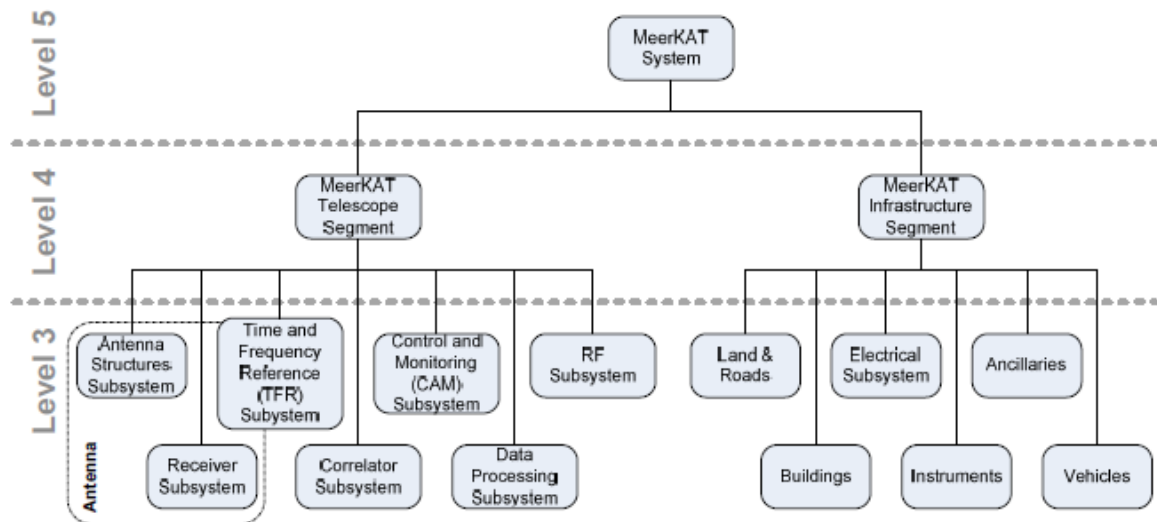 Level 5
MeerKAT
System
Level 4
MeerKAT
Telescope
Segment
MeerKAT
Infrastructure
Segment
Level 3
Antenna
Structures
Subsystem
Time and
Frequency
Reference
(TFR)
Subystem
Control and
Monitoring
(CAM)
Subsystem
RF
Subsystem
Land &
Roads
Electrical
Subsystem
Ancillaries
Antenna
Receiver
Subsystem
Correlator
Subsystem
Data
Processing
Subsystem
Buildings
Instruments
Vehicles